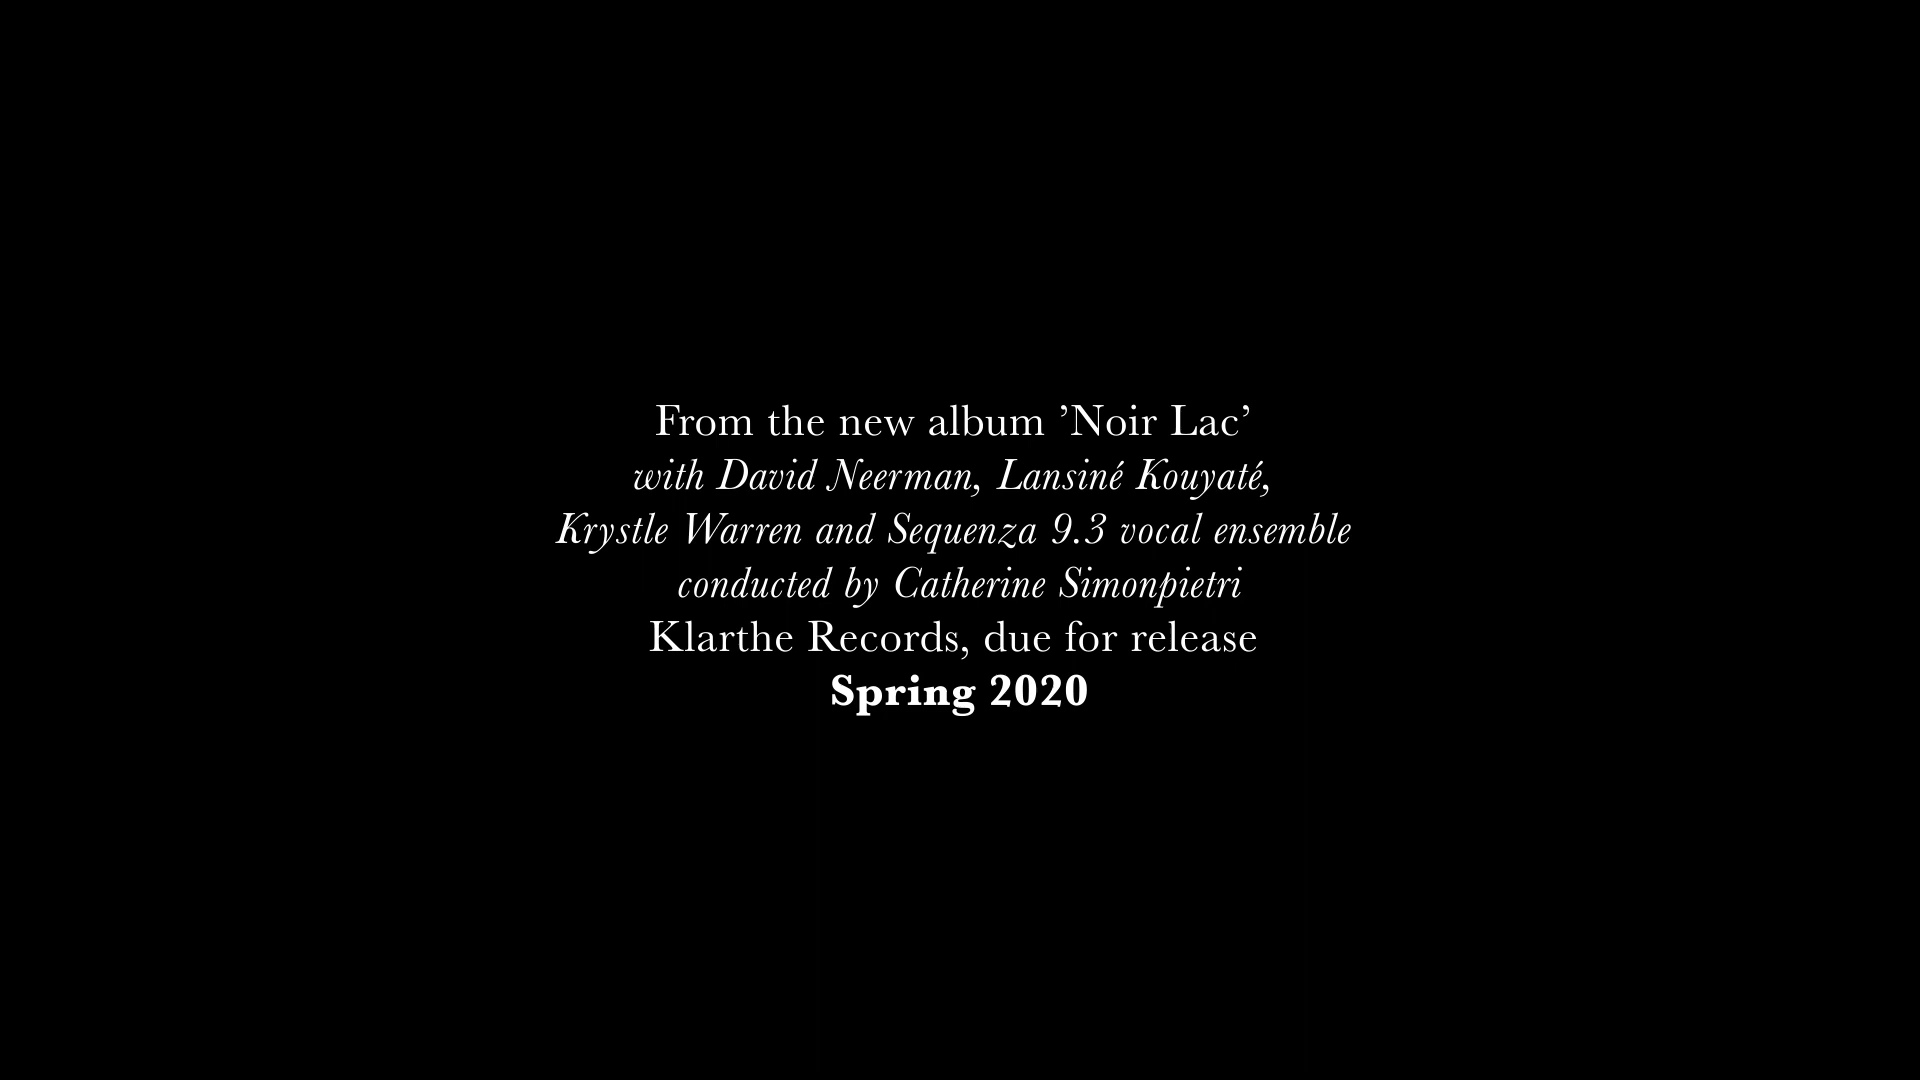 From the new album ’Noir Lac’
with David Neerman, Lansiné Kouyaté,
Krystle Warren and Sequenza 9.3 vocal ensemble
conducted by Catherine Simonpietri
Klarthe Records, due for release
Spring 2020